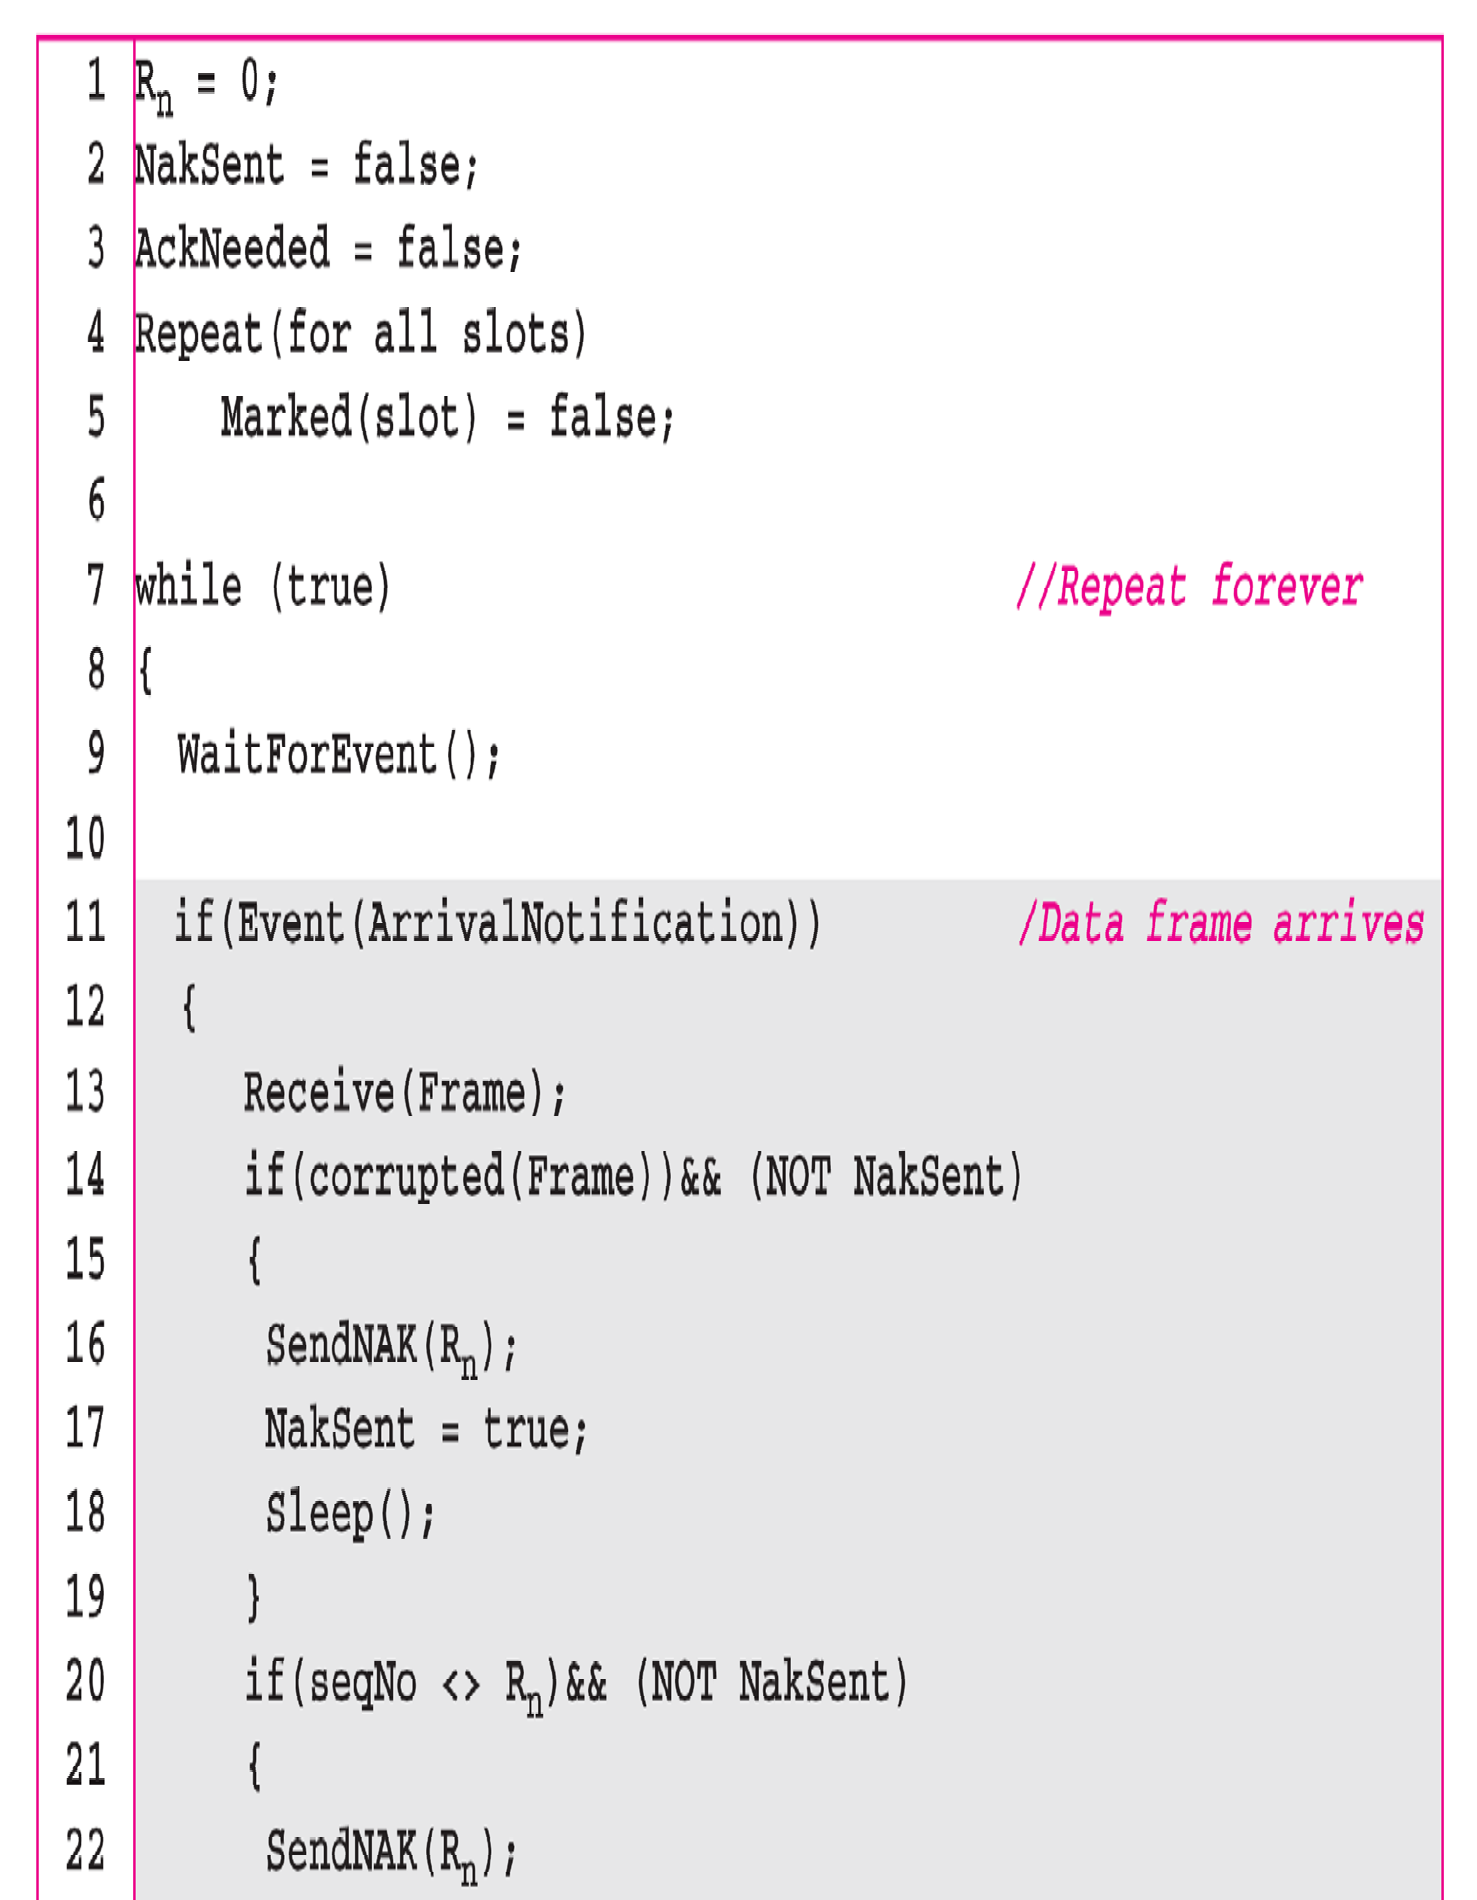 1 Rn = 0;
2 NakSent = false;
3 AckNeeded = false;
4 Repeat(for all slots)
5 Marked(slot) = false;
6
7 while (true) //Repeat forever
8 {
9 WaitForEvent();
10
11 if(Event(ArrivalNotification)) /Data frame arrives
12 {
13 Receive(Frame);
14 if(corrupted(Frame))&& (NOT NakSent)
15 {
16 SendNAK(Rn);
17 NakSent = true;
18 Sleep();
19 }
20 if(seqNo <> Rn)&& (NOT NakSent)
21 {
22 SendNAK(Rn);